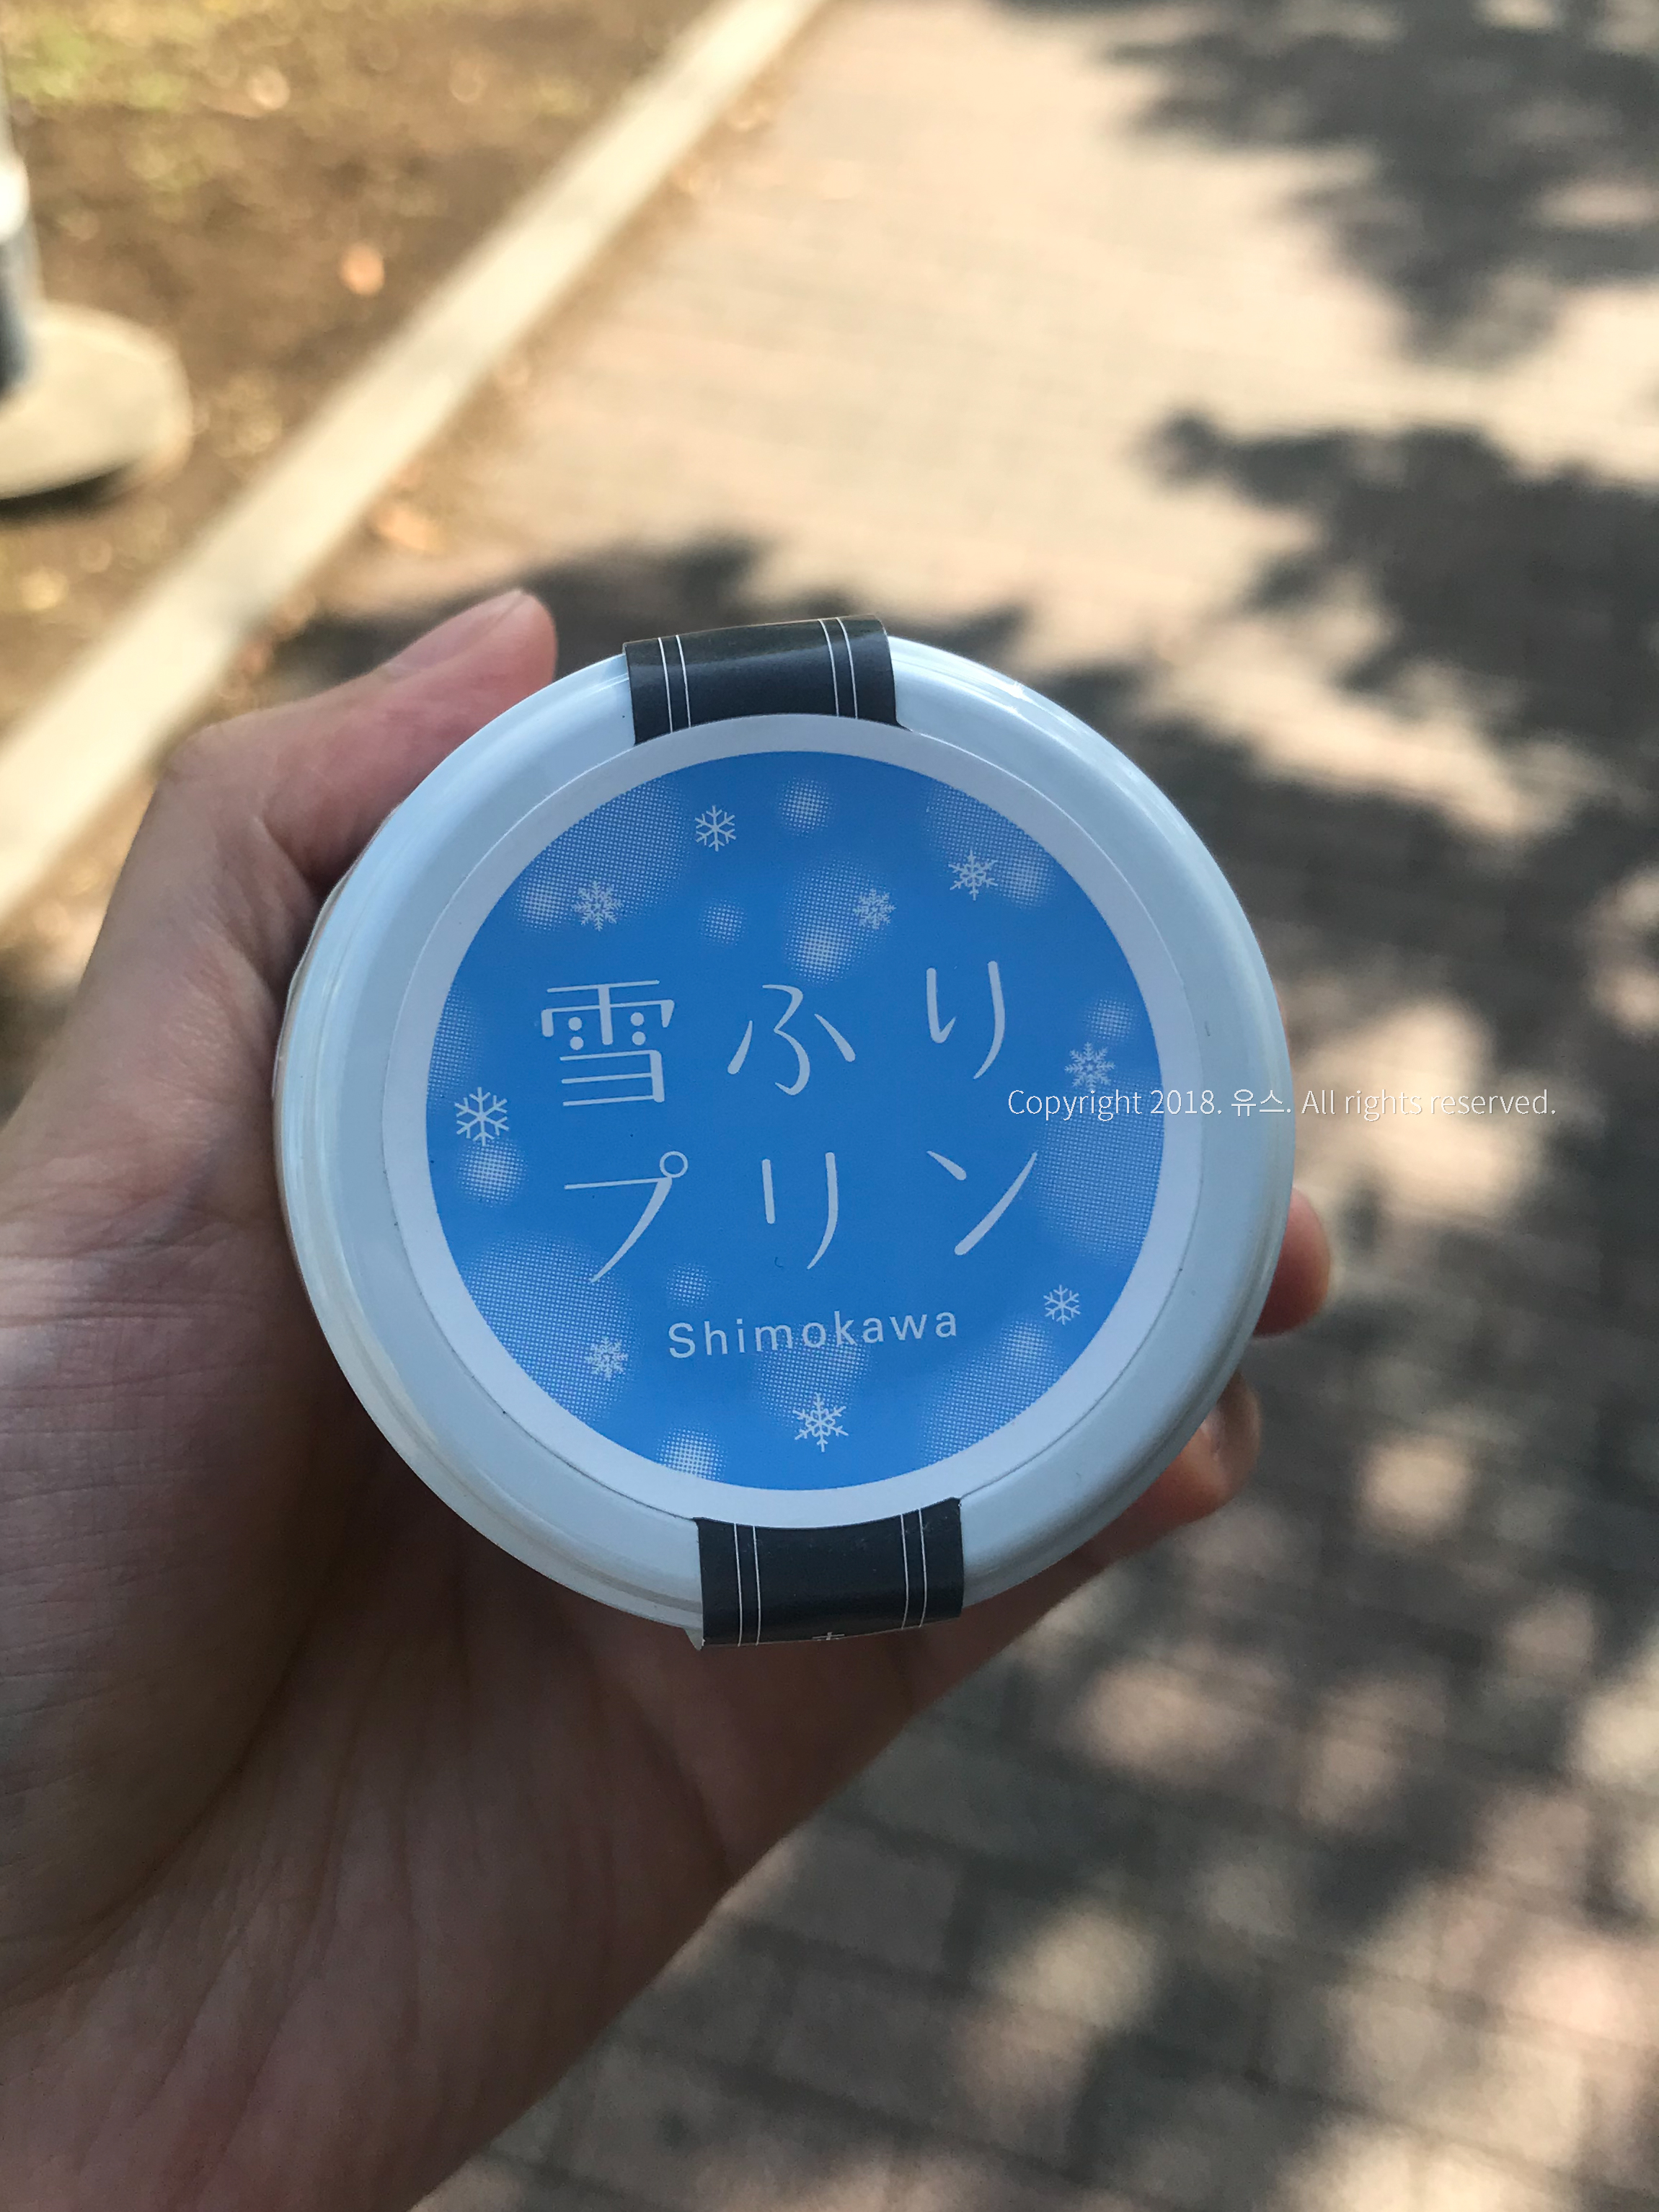 雪ふり
プリン
Shimokawa
Copyright 2018. 유스. All rights reserved.